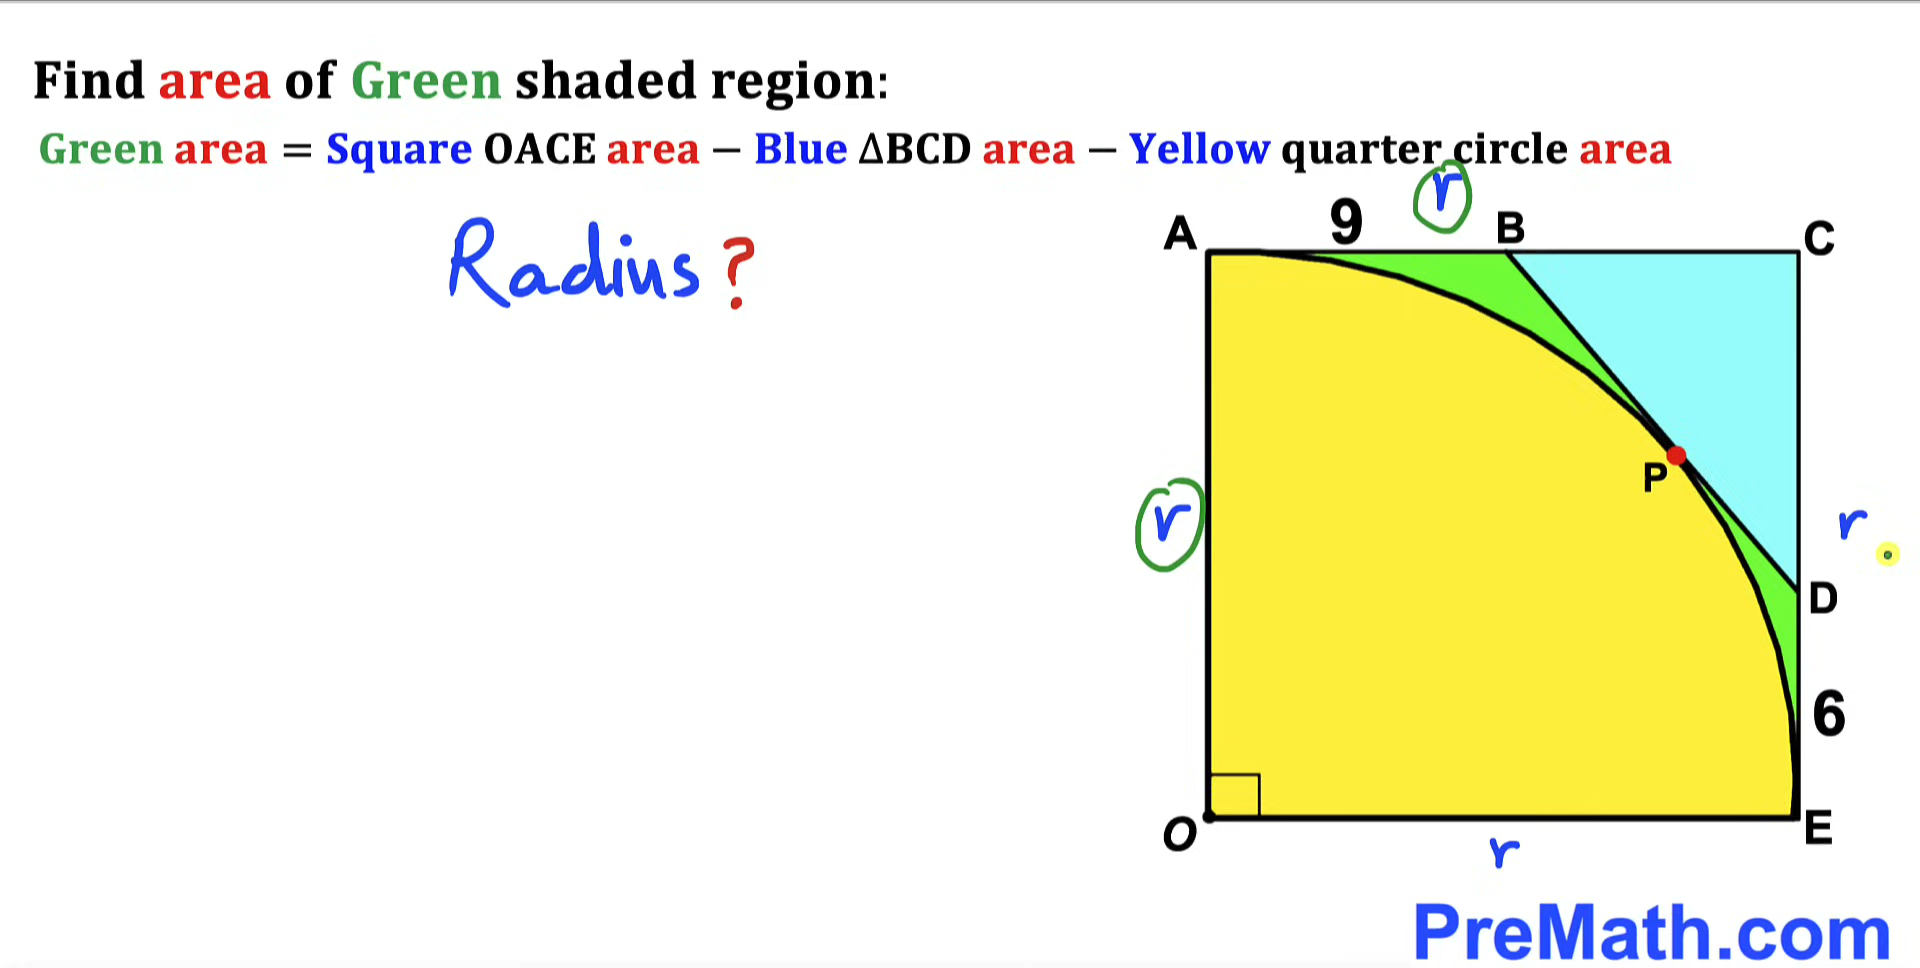 Find area of Green shaded region:
Green area = Square OACE area − Blue ΔBCD area − Yellow quarter circle area
Radius ?
A 9 r B C
P
r
r
D
6
O E
r
PreMath.com